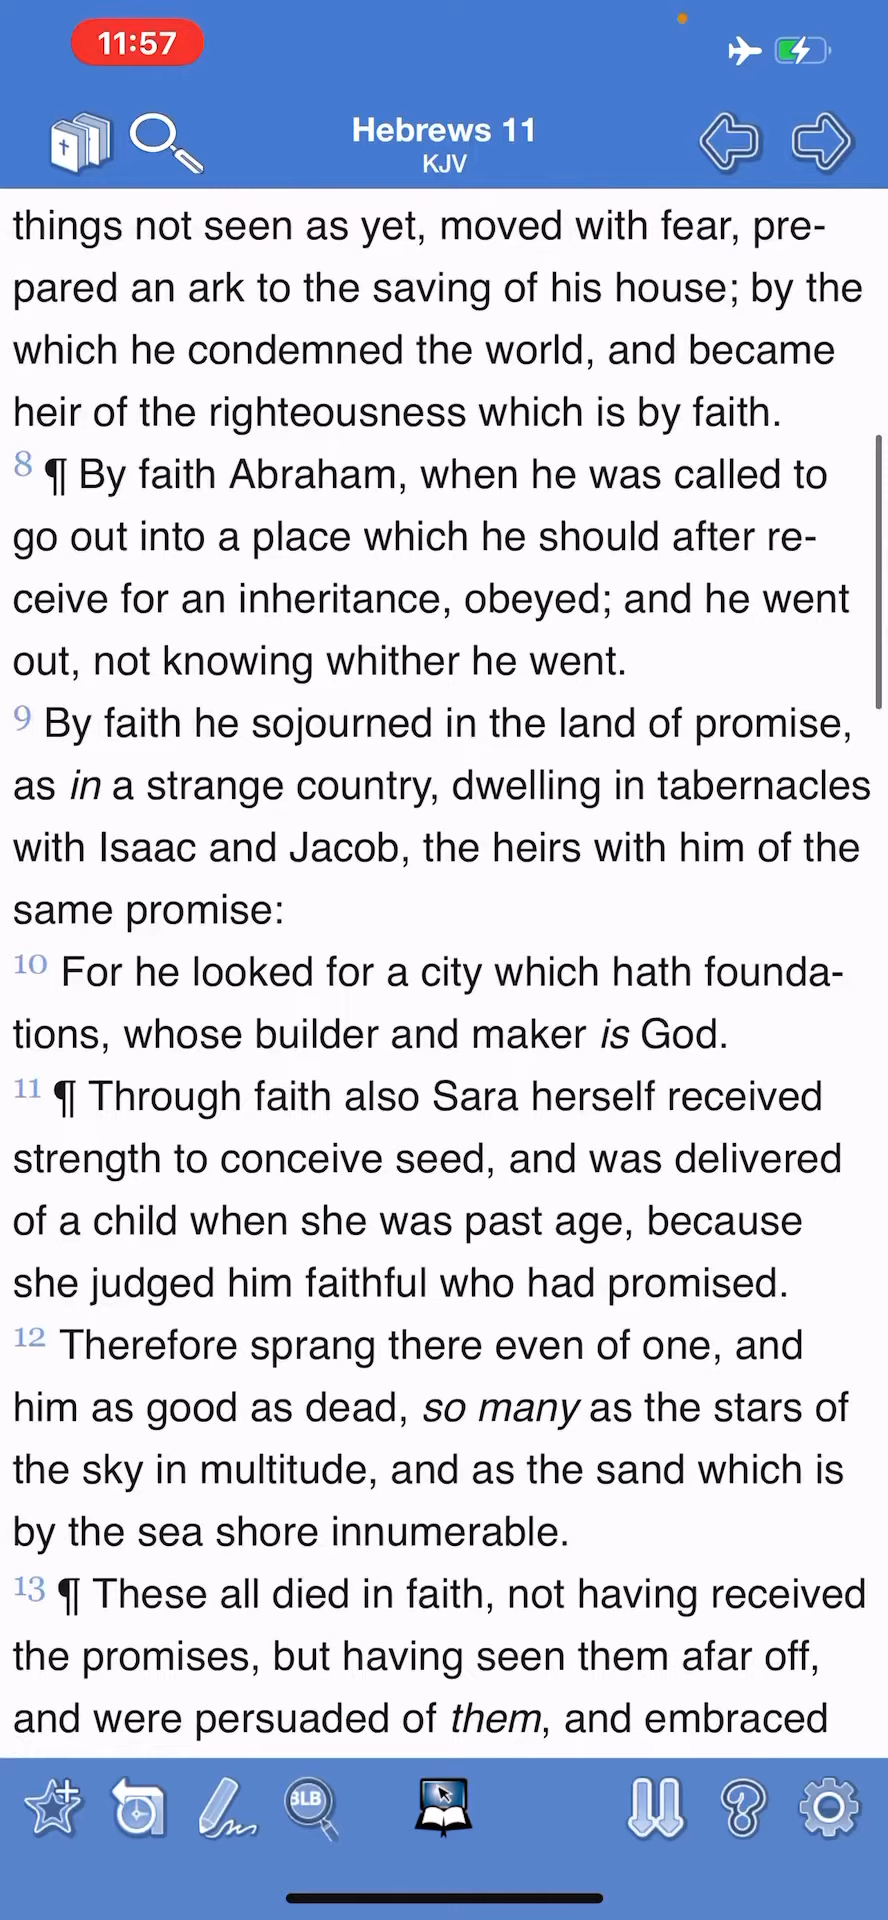 11:57
Hebrews 11
KJV
things not seen as yet, moved with fear, pre-
pared an ark to the saving of his house; by the
which he condemned the world, and became
heir of the righteousness which is by faith.
8 ¶ By faith Abraham, when he was called to
go out into a place which he should after re-
ceive for an inheritance, obeyed; and he went
out, not knowing whither he went.
9 By faith he sojourned in the land of promise,
as in a strange country, dwelling in tabernacles
with Isaac and Jacob, the heirs with him of the
same promise:
10 For he looked for a city which hath founda-
tions, whose builder and maker is God.
11 ¶ Through faith also Sara herself received
strength to conceive seed, and was delivered
of a child when she was past age, because
she judged him faithful who had promised.
12 Therefore sprang there even of one, and
him as good as dead, so many as the stars of
the sky in multitude, and as the sand which is
by the sea shore innumerable.
13 ¶ These all died in faith, not having received
the promises, but having seen them afar off,
and were persuaded of them, and embraced
BLB